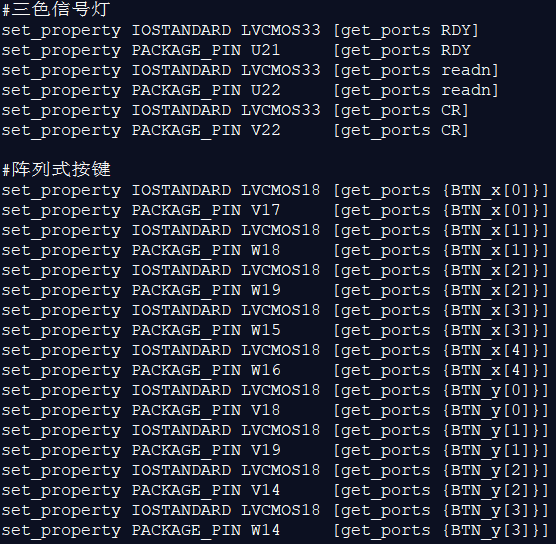 #三色信号灯
set_property IOSTANDARD LVCMOS33 [get_ports RDY]
set_property PACKAGE_PIN U21 [get_ports RDY
set_property IOSTANDARD LVCMOS33 [get_ports readn]
set_property PACKAGE_PIN U22 [get_ports readn]
set_property IOSTANDARD LVCMOS33 [get_ports CR]
set_property PACKAGE_PIN V22 [get_ports CR]
#阵列式按键
set_property IOSTANDARD LVCMOS18 [get_ports {BTN_x[0]}]
set_property PACKAGE_PIN V17 [get_ports {BTN_x[0]}]
set_property IOSTANDARD LVCMOS18 [get_ports {BTN_x[1]}]
set_property PACKAGE_PIN W18 [get_ports {BTN_x[1]}]
set_property IOSTANDARD LVCMOS18 [get_ports {BTN_x[2]}]
set_property PACKAGE_PIN W19 [get_ports {BTN_x[2]}]
set_property IOSTANDARD LVCMOS18 [get_ports {BTN_x[3]}]
set_property PACKAGE_PIN W15 [get_ports {BTN_x[3]}]
set_property IOSTANDARD LVCMOS18 [get_ports {BTN_x[4]}]
set_property PACKAGE_PIN W16 [get_ports {BTN_x[4]}]
set_property IOSTANDARD LVCMOS18 [get_ports {BTN_y[0]}]
set_property PACKAGE_PIN V18 [get_ports {BTN_y[0]}]
set_property IOSTANDARD LVCMOS18 [get_ports {BTN_y[1]}]
set_property PACKAGE_PIN V19 [get_ports {BTN_y[1]}]
set_property IOSTANDARD LVCMOS18 [get_ports {BTN_y[2]}]
set_property PACKAGE_PIN V14 [get_ports {BTN_y[2]}]
set_property IOSTANDARD LVCMOS18 [get_ports {BTN_y[3]}]
set_property PACKAGE_PIN W14 [get_ports {BTN_y[3]}]